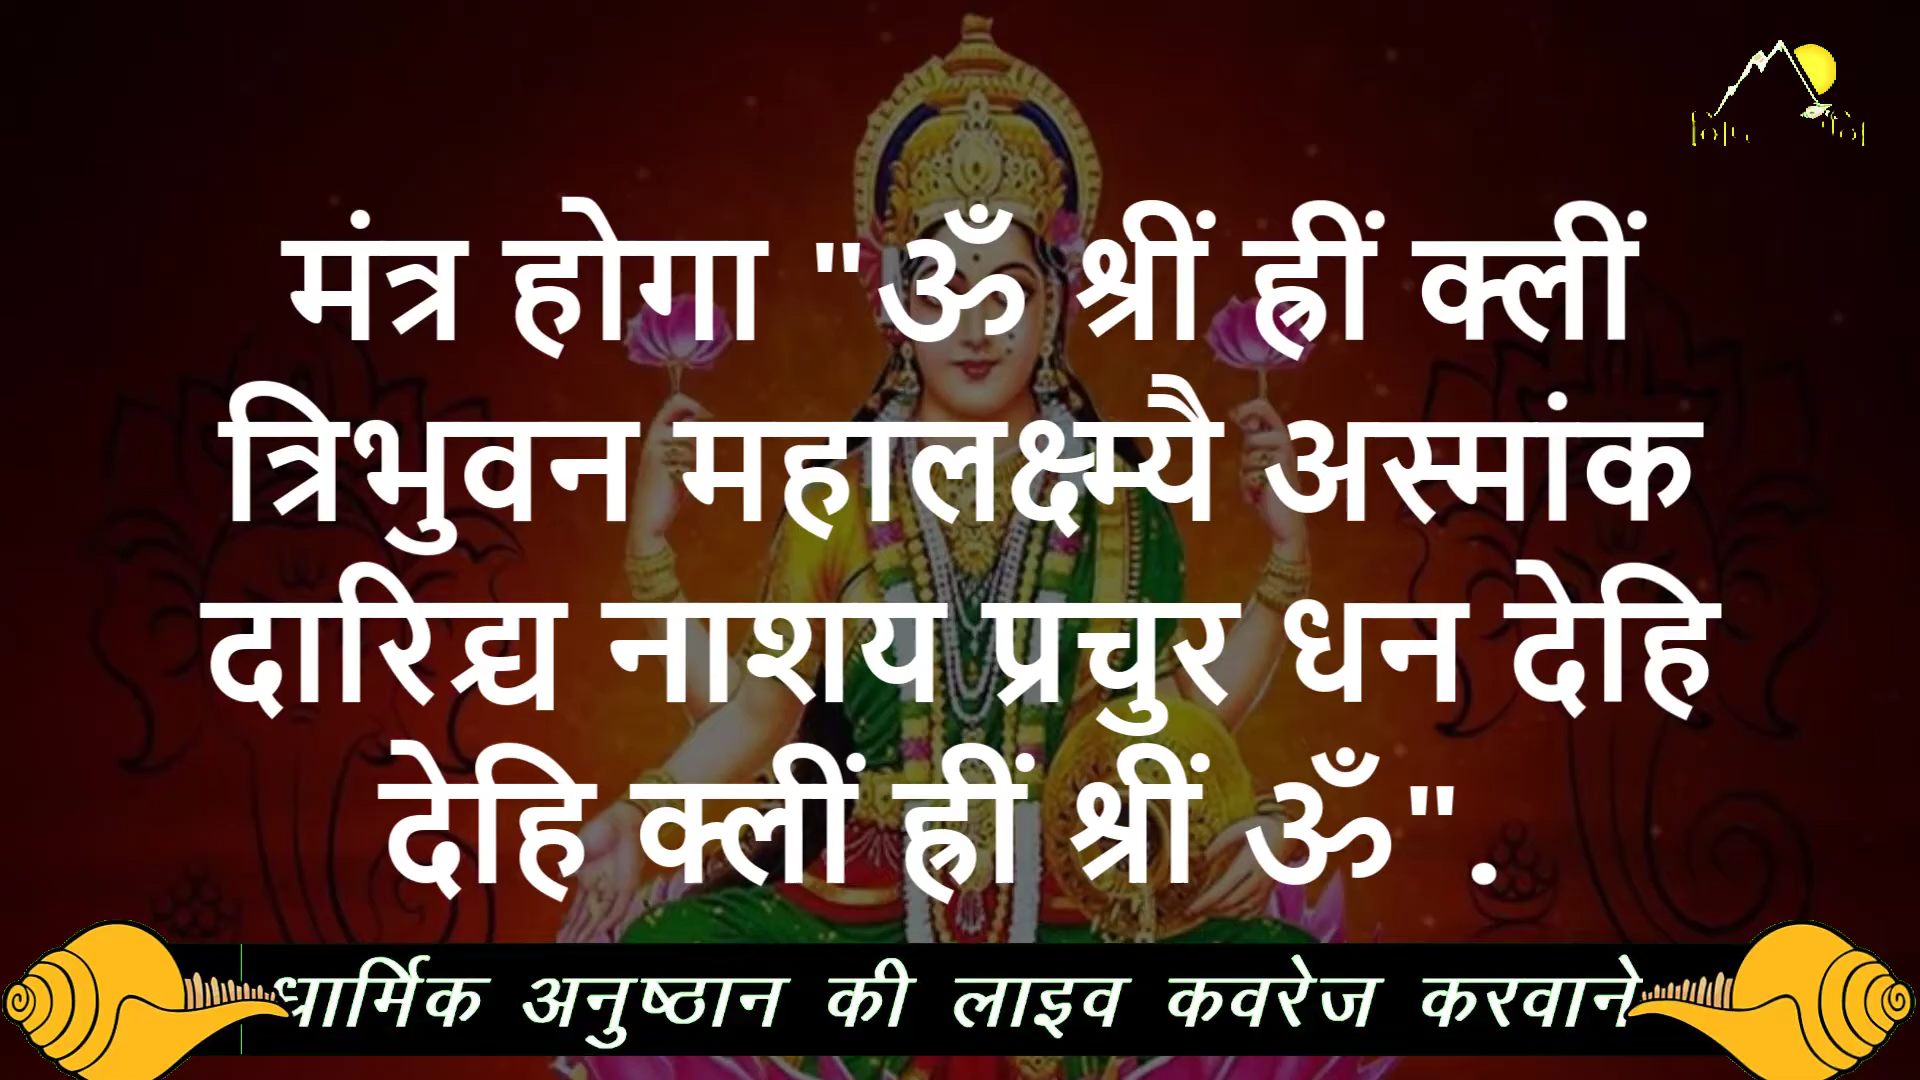 मंत्र होगा "ॐ श्रीं ह्रीं क्लीं
त्रिभुवन महालक्ष्म्यै अस्मांक
दारिद्य नाशय प्रचुर धन देहि
देहि क्लीं ह्रीं श्रीं ॐ" .
धार्मिक अनुष्ठान की लाइव कवरेज करवाने